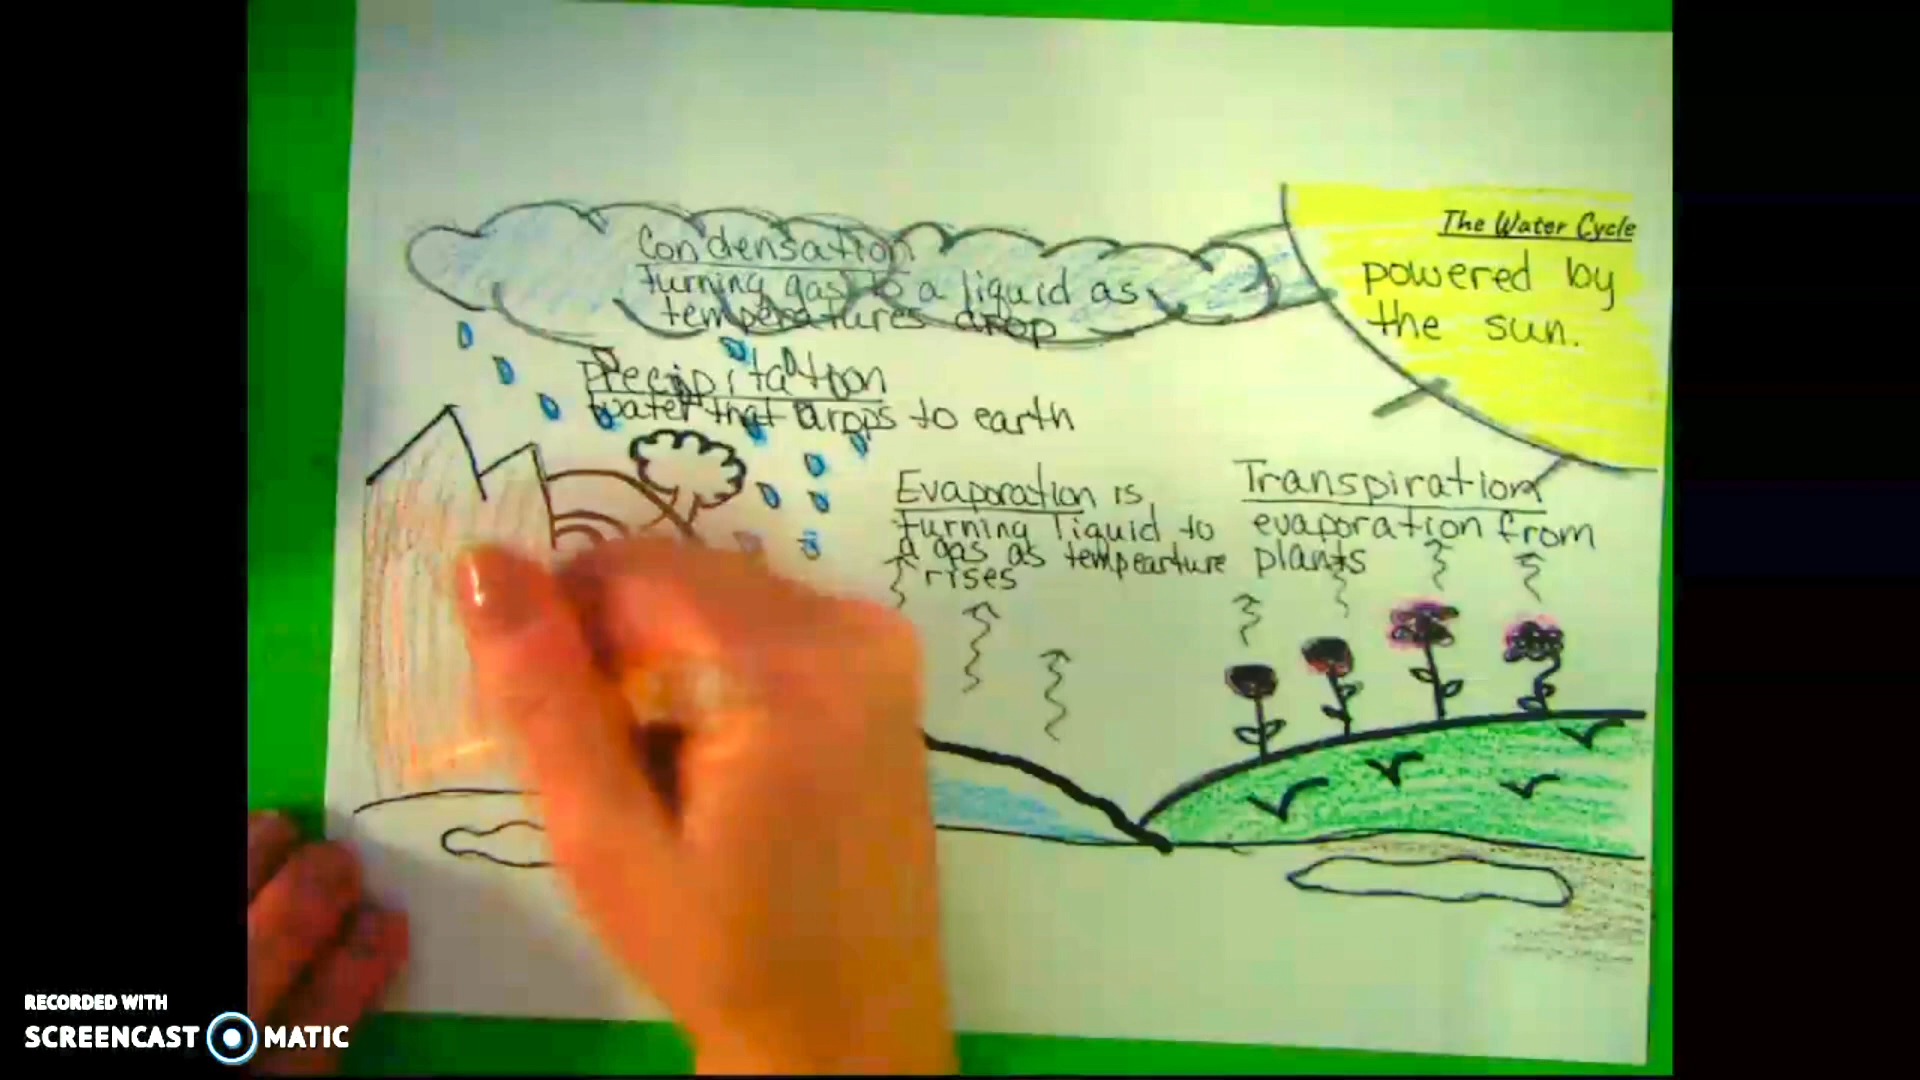 The Water Cycle
powered by
the sun.
Condensation
turning gas to a liquid as
temperatures drop
Precipitation
water that drops to earth
Evaporation is
turning liquid to
a gas as tempearture
rises
Transpiration
evaporation from
plants
RECORDED WITH
SCREENCAST MATIC